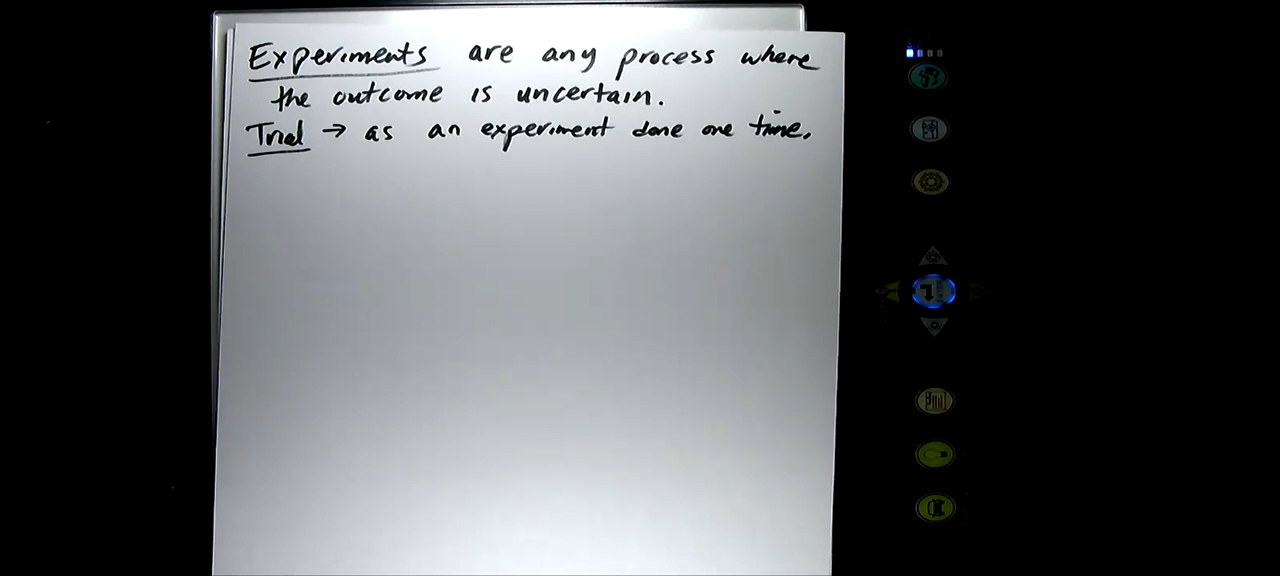 Experiments are any process where
the outcome is uncertain.
Trial → as an experiment done one time.